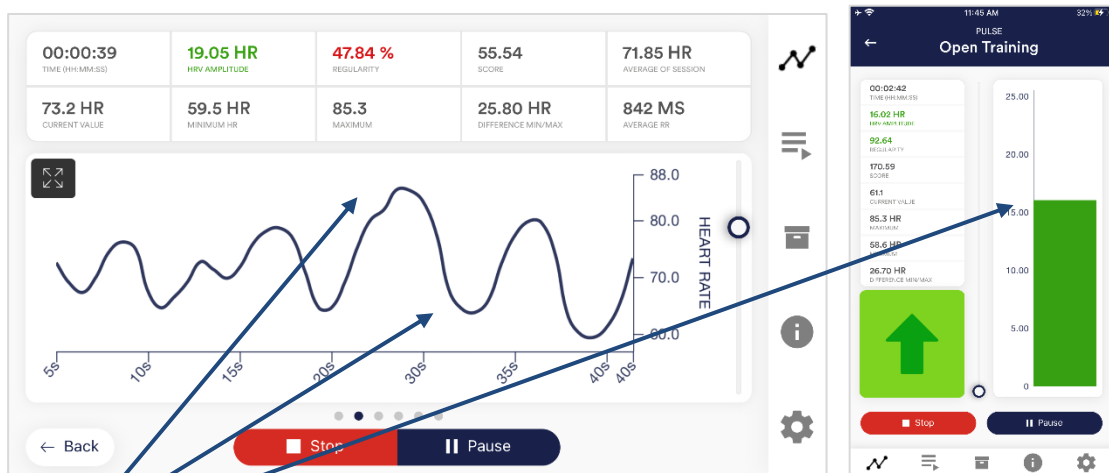 00:00:39
TIME (HH:MM:SS)
19.05 HR
HRV AMPLITUDE
47.84 %
REGULARITY
55.54
SCORE
71.85 HR
AVERAGE OF SESSION
73.2 HR
CURRENT VALUE
59.5 HR
MINIMUM HR
85.3
MAXIMUM
25.80 HR
DIFFERENCE MIN/MAX
842 MS
AVERAGE RR
88.0
80.0
70.0
60.0
HEART RATE
5s
10s
15s
20s
30s
35s
40s
40s
← Back
Stop
Pause
11:45 AM
32%
PULSE
Open Training
00:02:42
TIME (HH:MM:SS)
16.02 HR
HRV AMPLITUDE
92.64
REGULARITY
170.59
SCORE
61.1
CURRENT VALUE
85.3 HR
MAXIMUM
58.6 HR
26.70 HR
DIFFERENCE MIN/MAX
25.00
20.00
15.00
10.00
5.00
0
Stop
Pause